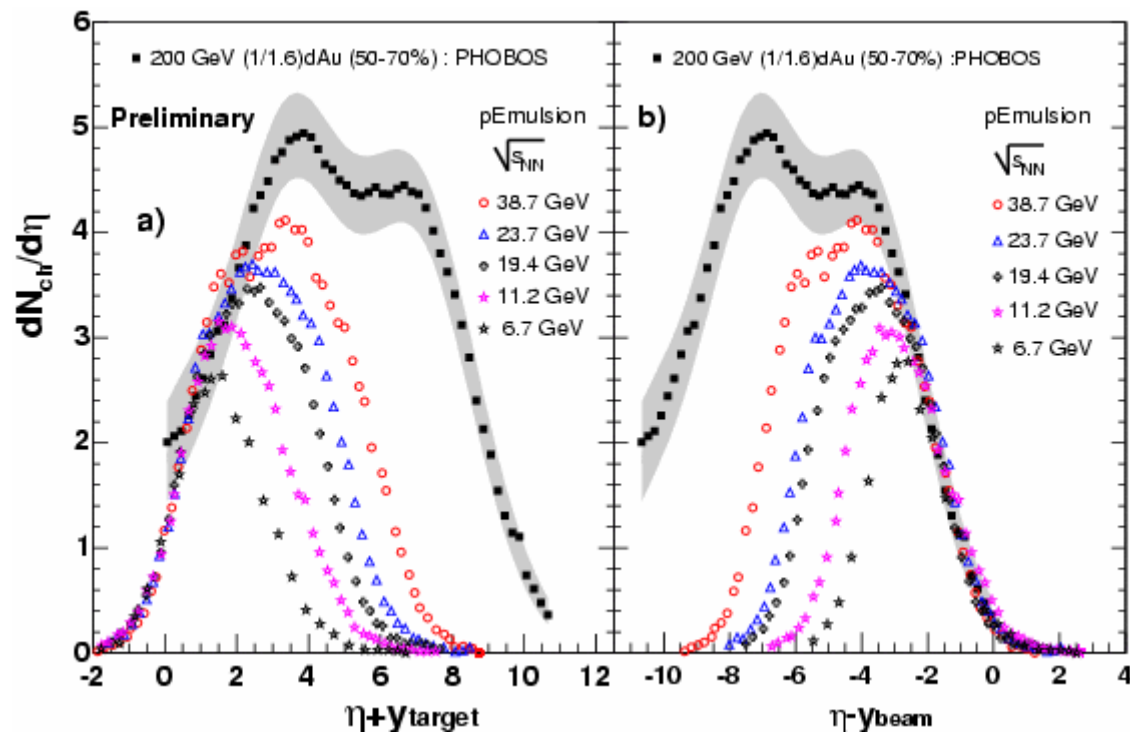 200 GeV (1/1.6)dAu (50-70%) : PHOBOS
Preliminary
pEmulsion
√sNN
38.7 GeV
23.7 GeV
19.4 GeV
11.2 GeV
6.7 GeV
a)
dNch/dη
6
5
4
3
2
1
0
-2 0 2 4 6 8 10 12
η+ytarget
200 GeV (1/1.6)dAu (50-70%) :PHOBOS
b)
pEmulsion
√sNN
38.7 GeV
23.7 GeV
19.4 GeV
11.2 GeV
6.7 GeV
-10 -8 -6 -4 -2 0 2 4
η-ybeam